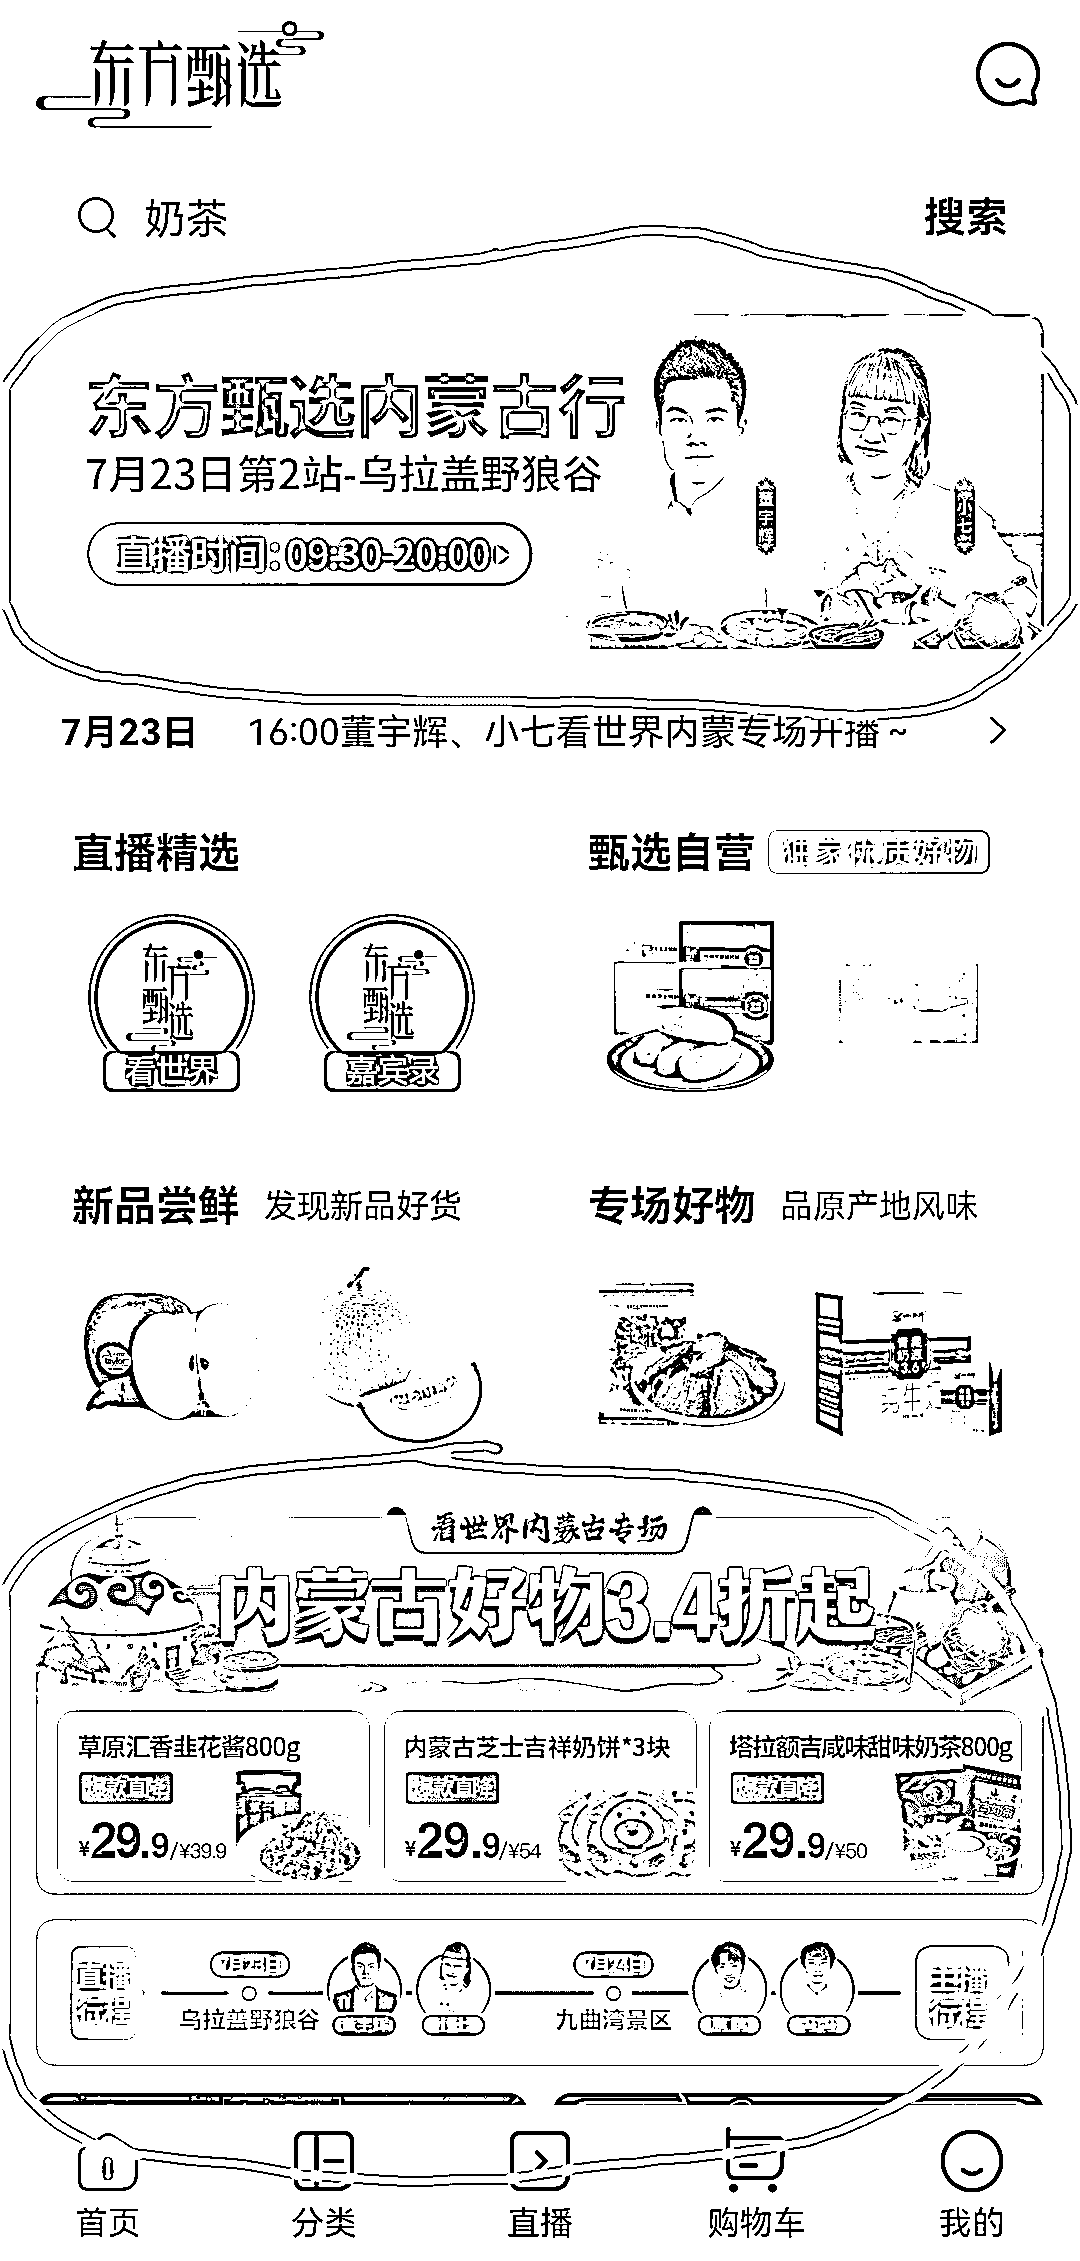 东方甄选
奶茶
搜索
东方甄选内蒙古行
7月23日第2站-乌拉盖野狼谷
直播时间:09:30-20:00>
董宇辉
7月23日 16:00董宇辉、小七看世界内蒙专场开播~
直播精选
甄选自营 独家优质好物
东方甄选
看世界
东方甄选
嘉宾录
新品尝鲜 发现新品好货
专场好物 品原产地风味
看世界内蒙古专场
内蒙古好物3.4折起
草原汇香韭花酱800g
爆款直降
¥29.9/¥39.9
内蒙古芝士吉祥奶饼*3块
爆款直降
¥29.9/¥54
塔拉额吉咸味甜味奶茶800g
爆款直降
¥29.9/¥50
直播行程
7月23日
乌拉盖野狼谷
7月24日
九曲湾景区
主播行程
首页
分类
直播
购物车
我的